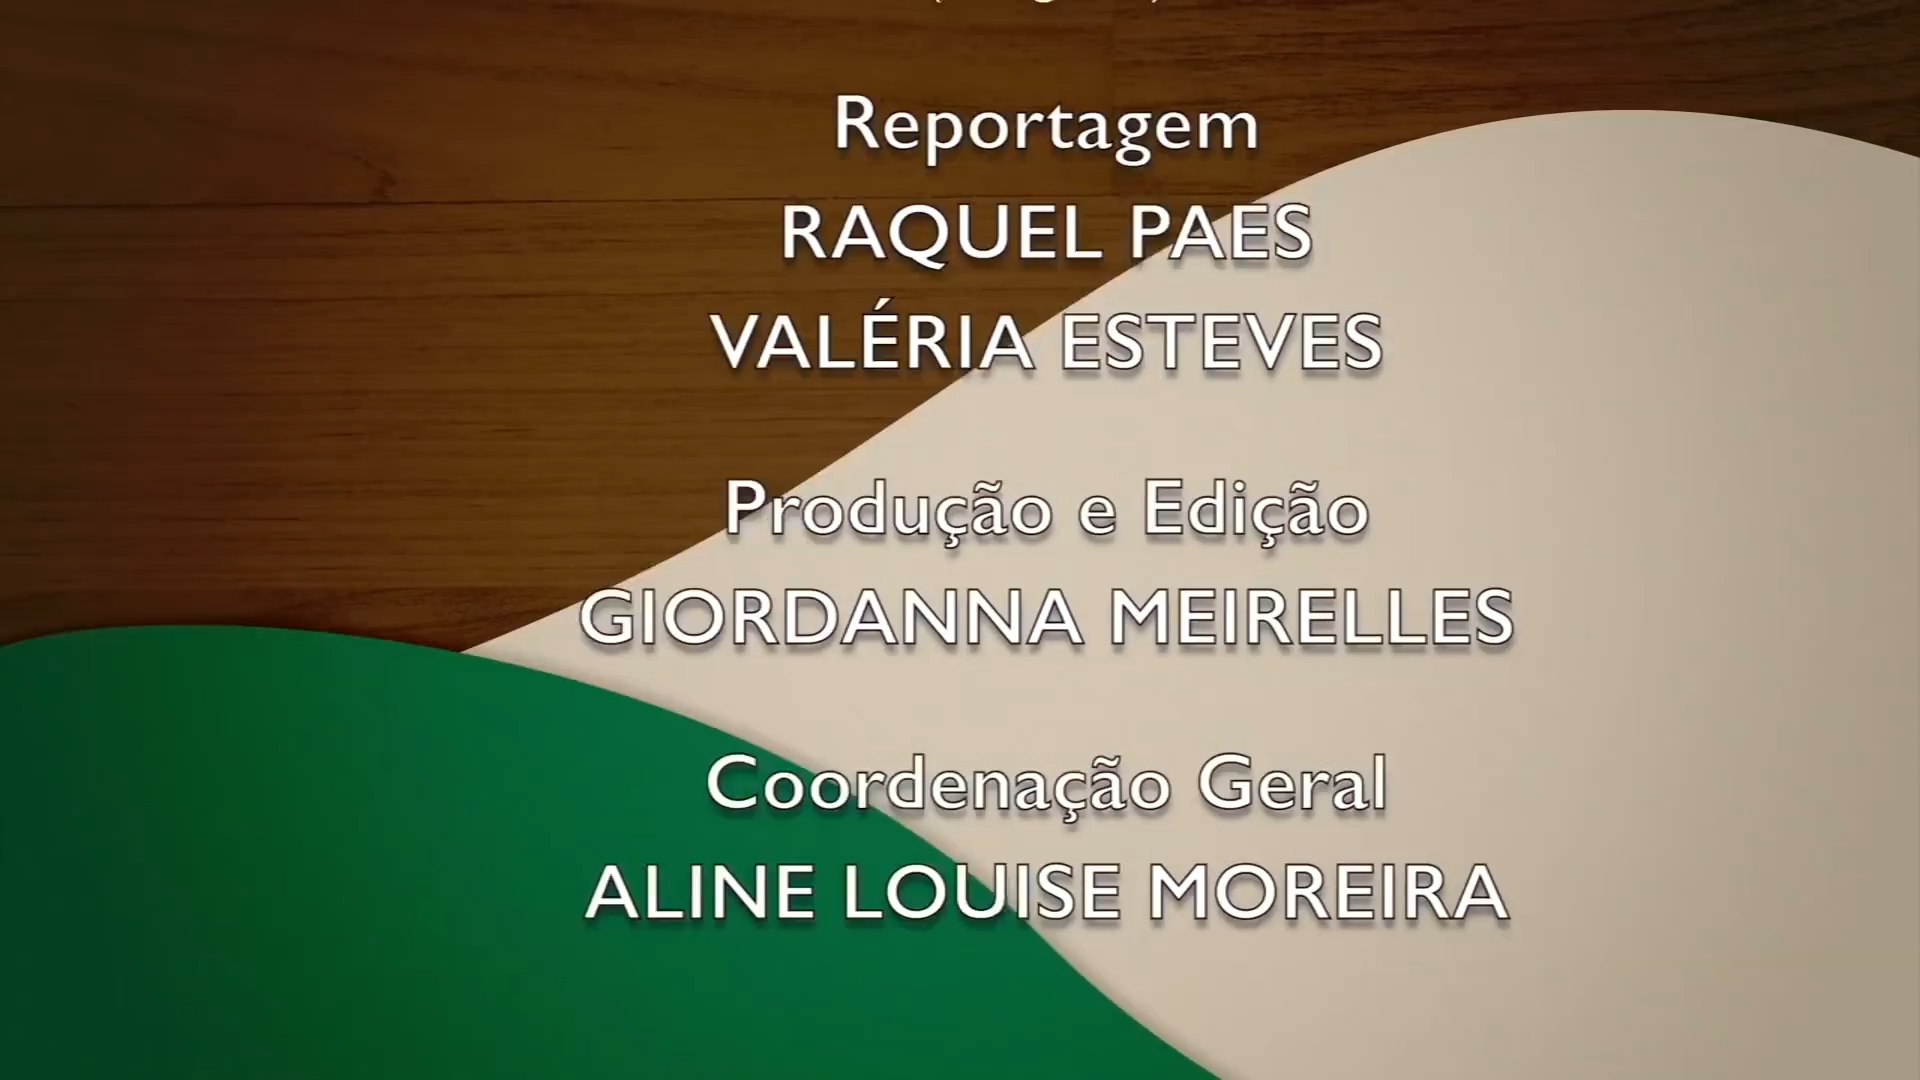 Reportagem
RAQUEL PAES
VALÉRIA ESTEVES
Produção e Edição
GIORDANNA MEIRELLES
Coordenação Geral
ALINE LOUISE MOREIRA